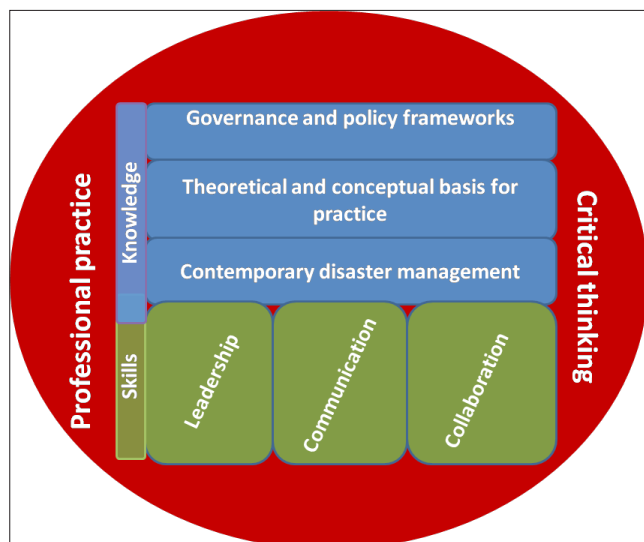 Professional practice
Knowledge
Skills
Governance and policy frameworks
Theoretical and conceptual basis for
practice
Contemporary disaster management
Leadership
Communication
Collaboration
Critical thinking